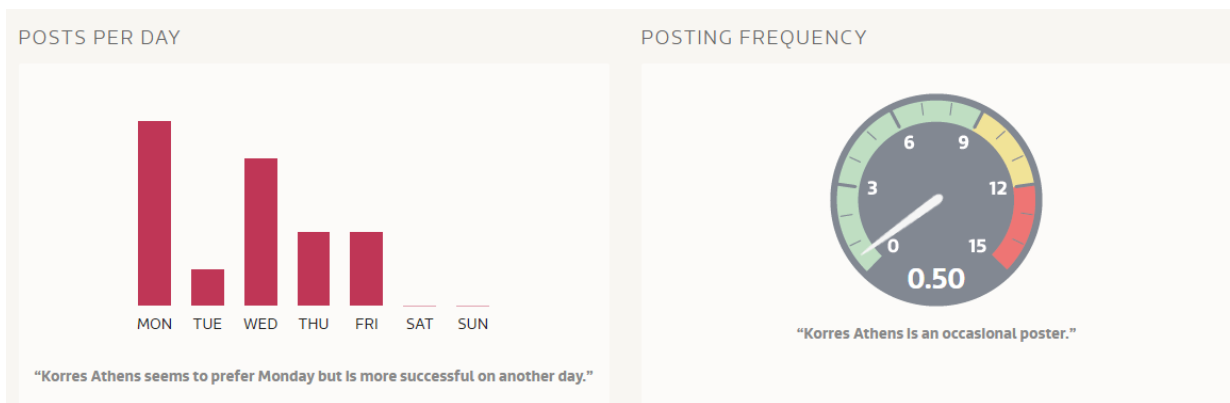 POSTS PER DAY
MON TUE WED THU FRI SAT SUN
“Korres Athens seems to prefer Monday but is more successful on another day.”
POSTING FREQUENCY
6 9
3 12
0 15
0.50
“Korres Athens is an occasional poster.”